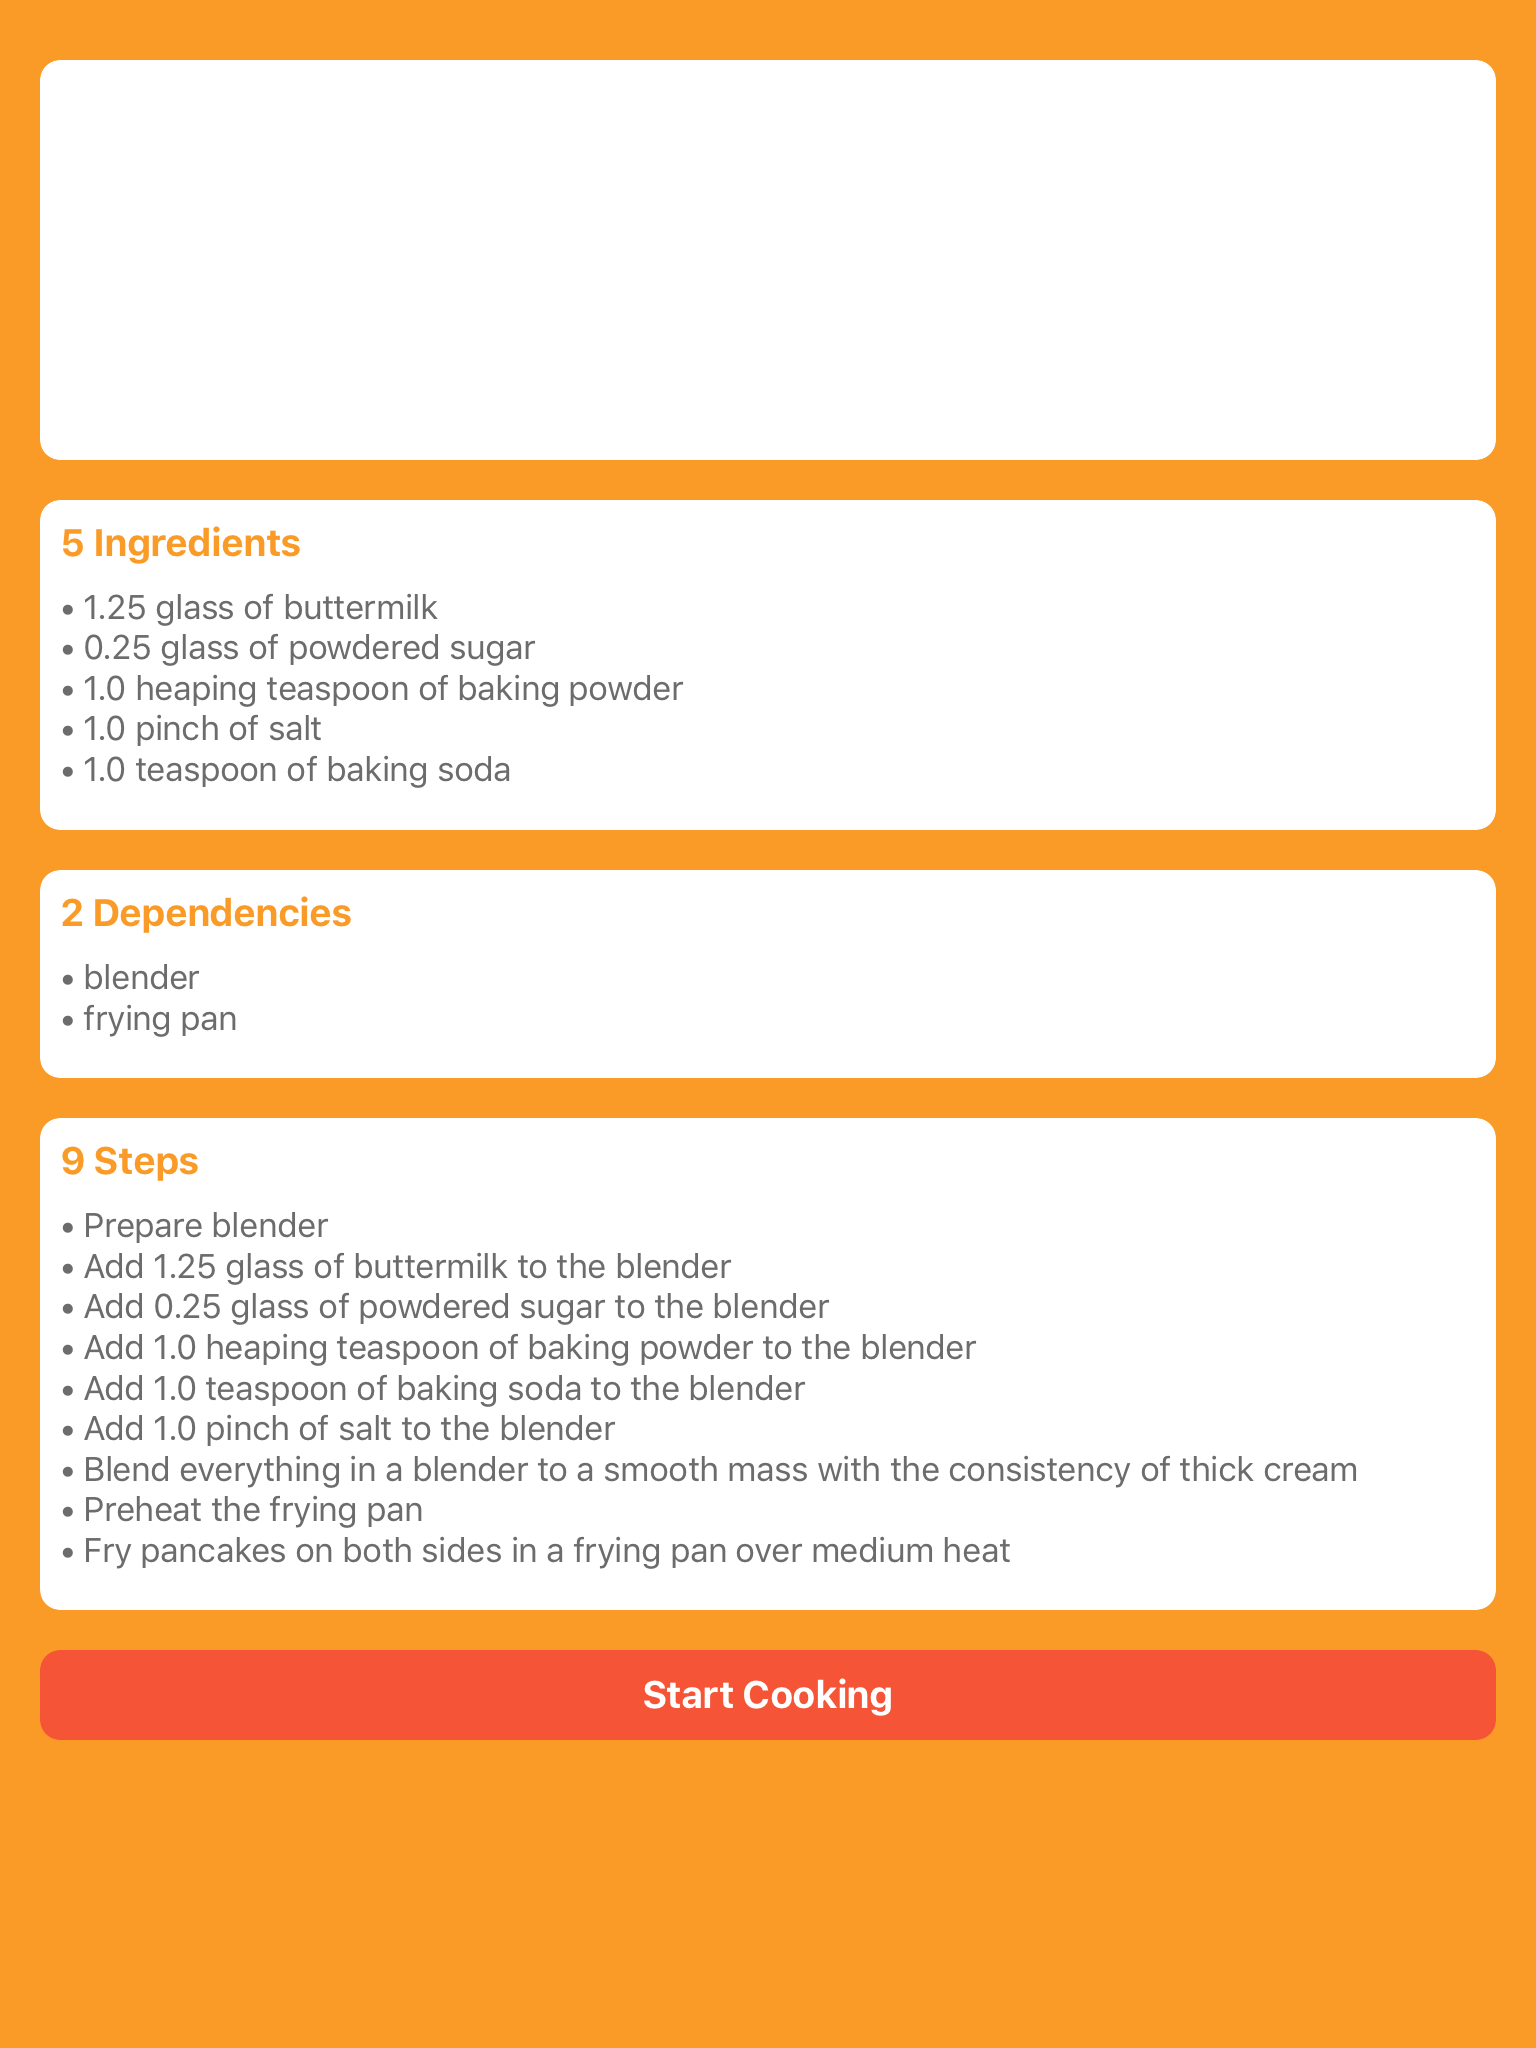 5 Ingredients
• 1.25 glass of buttermilk
• 0.25 glass of powdered sugar
• 1.0 heaping teaspoon of baking powder
• 1.0 pinch of salt
• 1.0 teaspoon of baking soda
2 Dependencies
• blender
• frying pan
9 Steps
• Prepare blender
• Add 1.25 glass of buttermilk to the blender
• Add 0.25 glass of powdered sugar to the blender
• Add 1.0 heaping teaspoon of baking powder to the blender
• Add 1.0 teaspoon of baking soda to the blender
• Add 1.0 pinch of salt to the blender
• Blend everything in a blender to a smooth mass with the consistency of thick cream
• Preheat the frying pan
• Fry pancakes on both sides in a frying pan over medium heat
Start Cooking